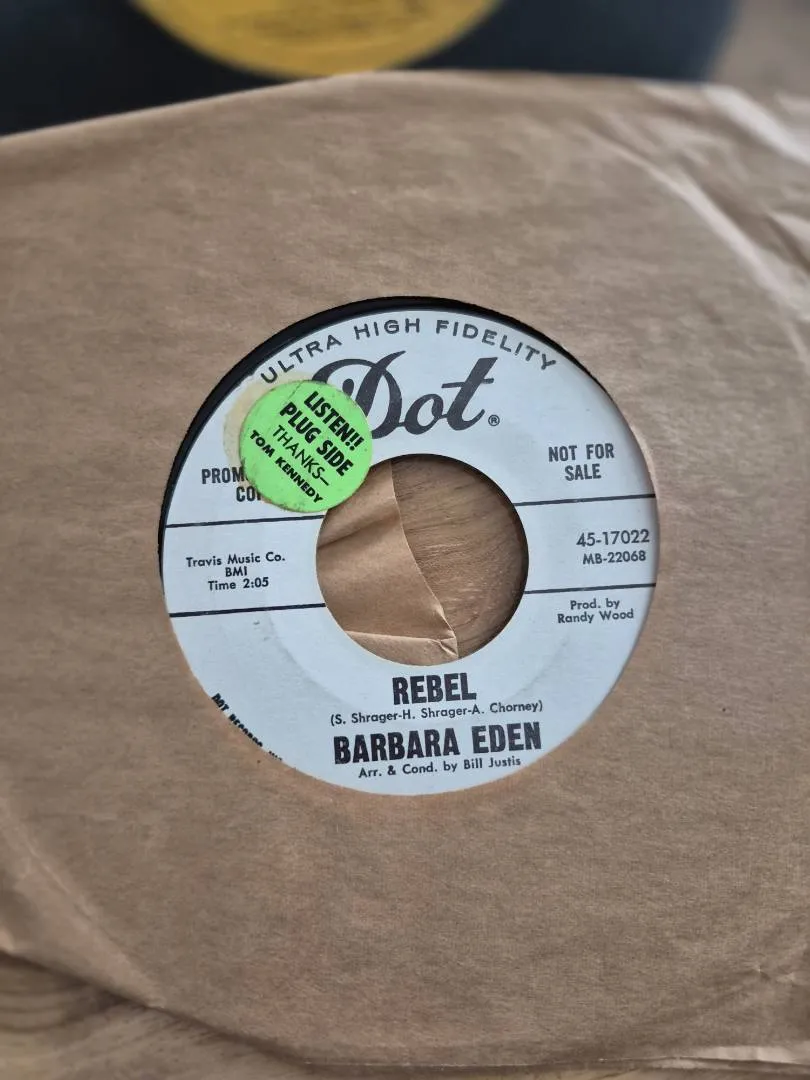 ULTRA HIGH FIDELITY
Dot®
LISTEN!!
PLUG SIDE
THANKS—
TOM KENNEDY
NOT FOR
SALE
45-17022
MB-22068
Travis Music Co.
BMI
Time 2:05
Prod. by
Randy Wood
REBEL
(S. Shrager-H. Shrager-A. Chorney)
BARBARA EDEN
Arr. & Cond. by Bill Justis
DOT